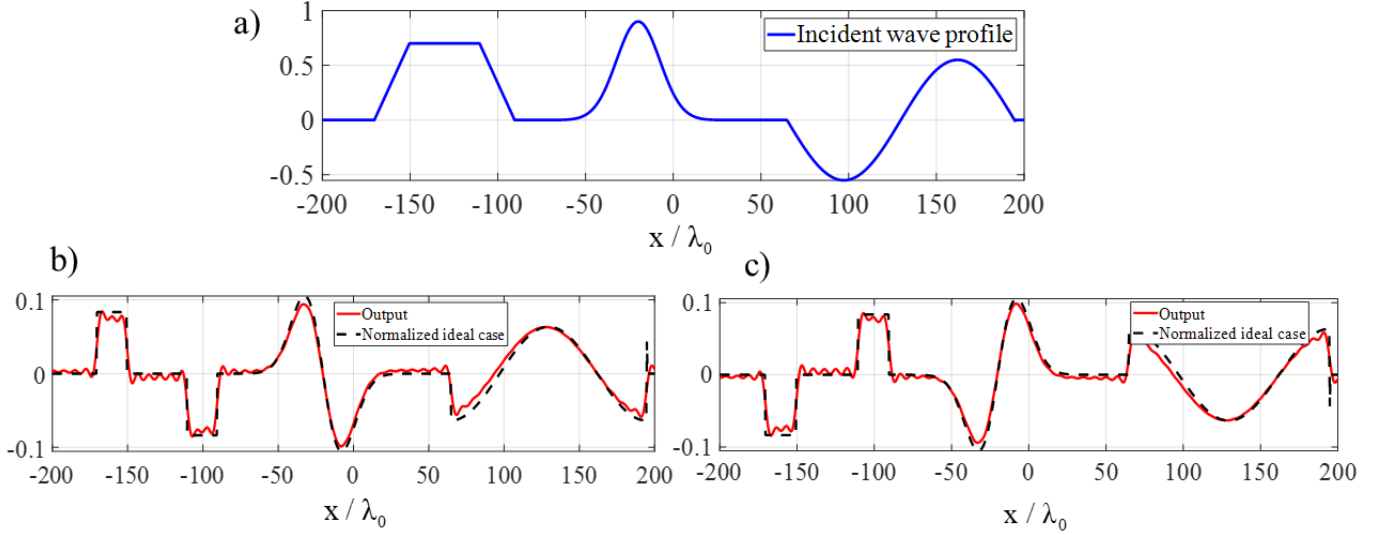 a)
1
0.5
0
-0.5
Incident wave profile
-200 -150 -100 -50 0 50 100 150 200
x / λ₀
b)
0.1
0
-0.1
Output
Normalized ideal case
-200 -150 -100 -50 0 50 100 150 200
x / λ₀
c)
0.1
0
-0.1
Output
Normalized ideal case
-200 -150 -100 -50 0 50 100 150 200
x / λ₀